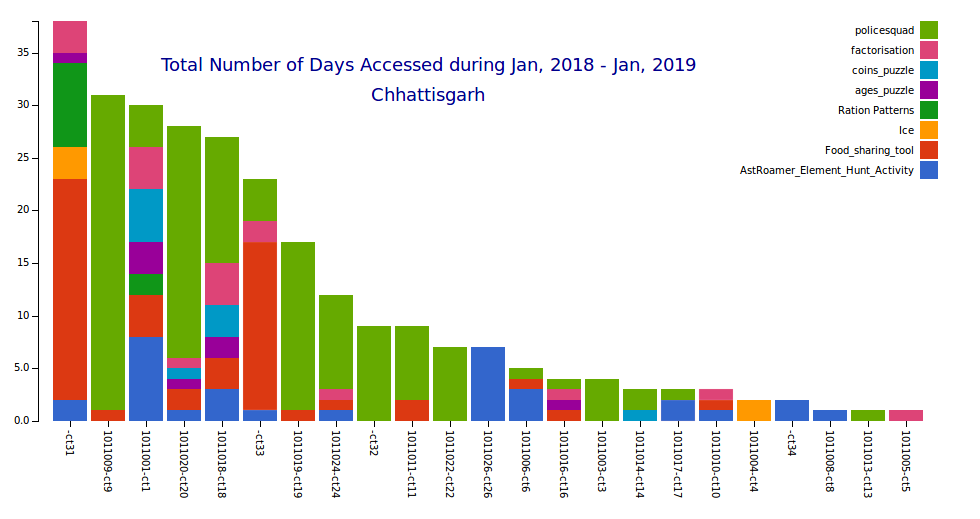 Total Number of Days Accessed during Jan, 2018 - Jan, 2019
Chhattisgarh
policesquad
factorisation
coins_puzzle
ages_puzzle
Ration Patterns
Ice
Food_sharing_tool
AstRoamer_Element_Hunt_Activity
35
30
25
20
15
10
5.0
0.0
-ct31
1011009-ct9
1011001-ct1
1011020-ct20
1011018-ct18
-ct33
1011019-ct19
1011024-ct24
-ct32
1011011-ct11
1011022-ct22
1011026-ct26
1011006-ct6
1011016-ct16
1011003-ct3
1011014-ct14
1011017-ct17
1011010-ct10
1011004-ct4
-ct34
1011008-ct8
1011013-ct13
1011005-ct5